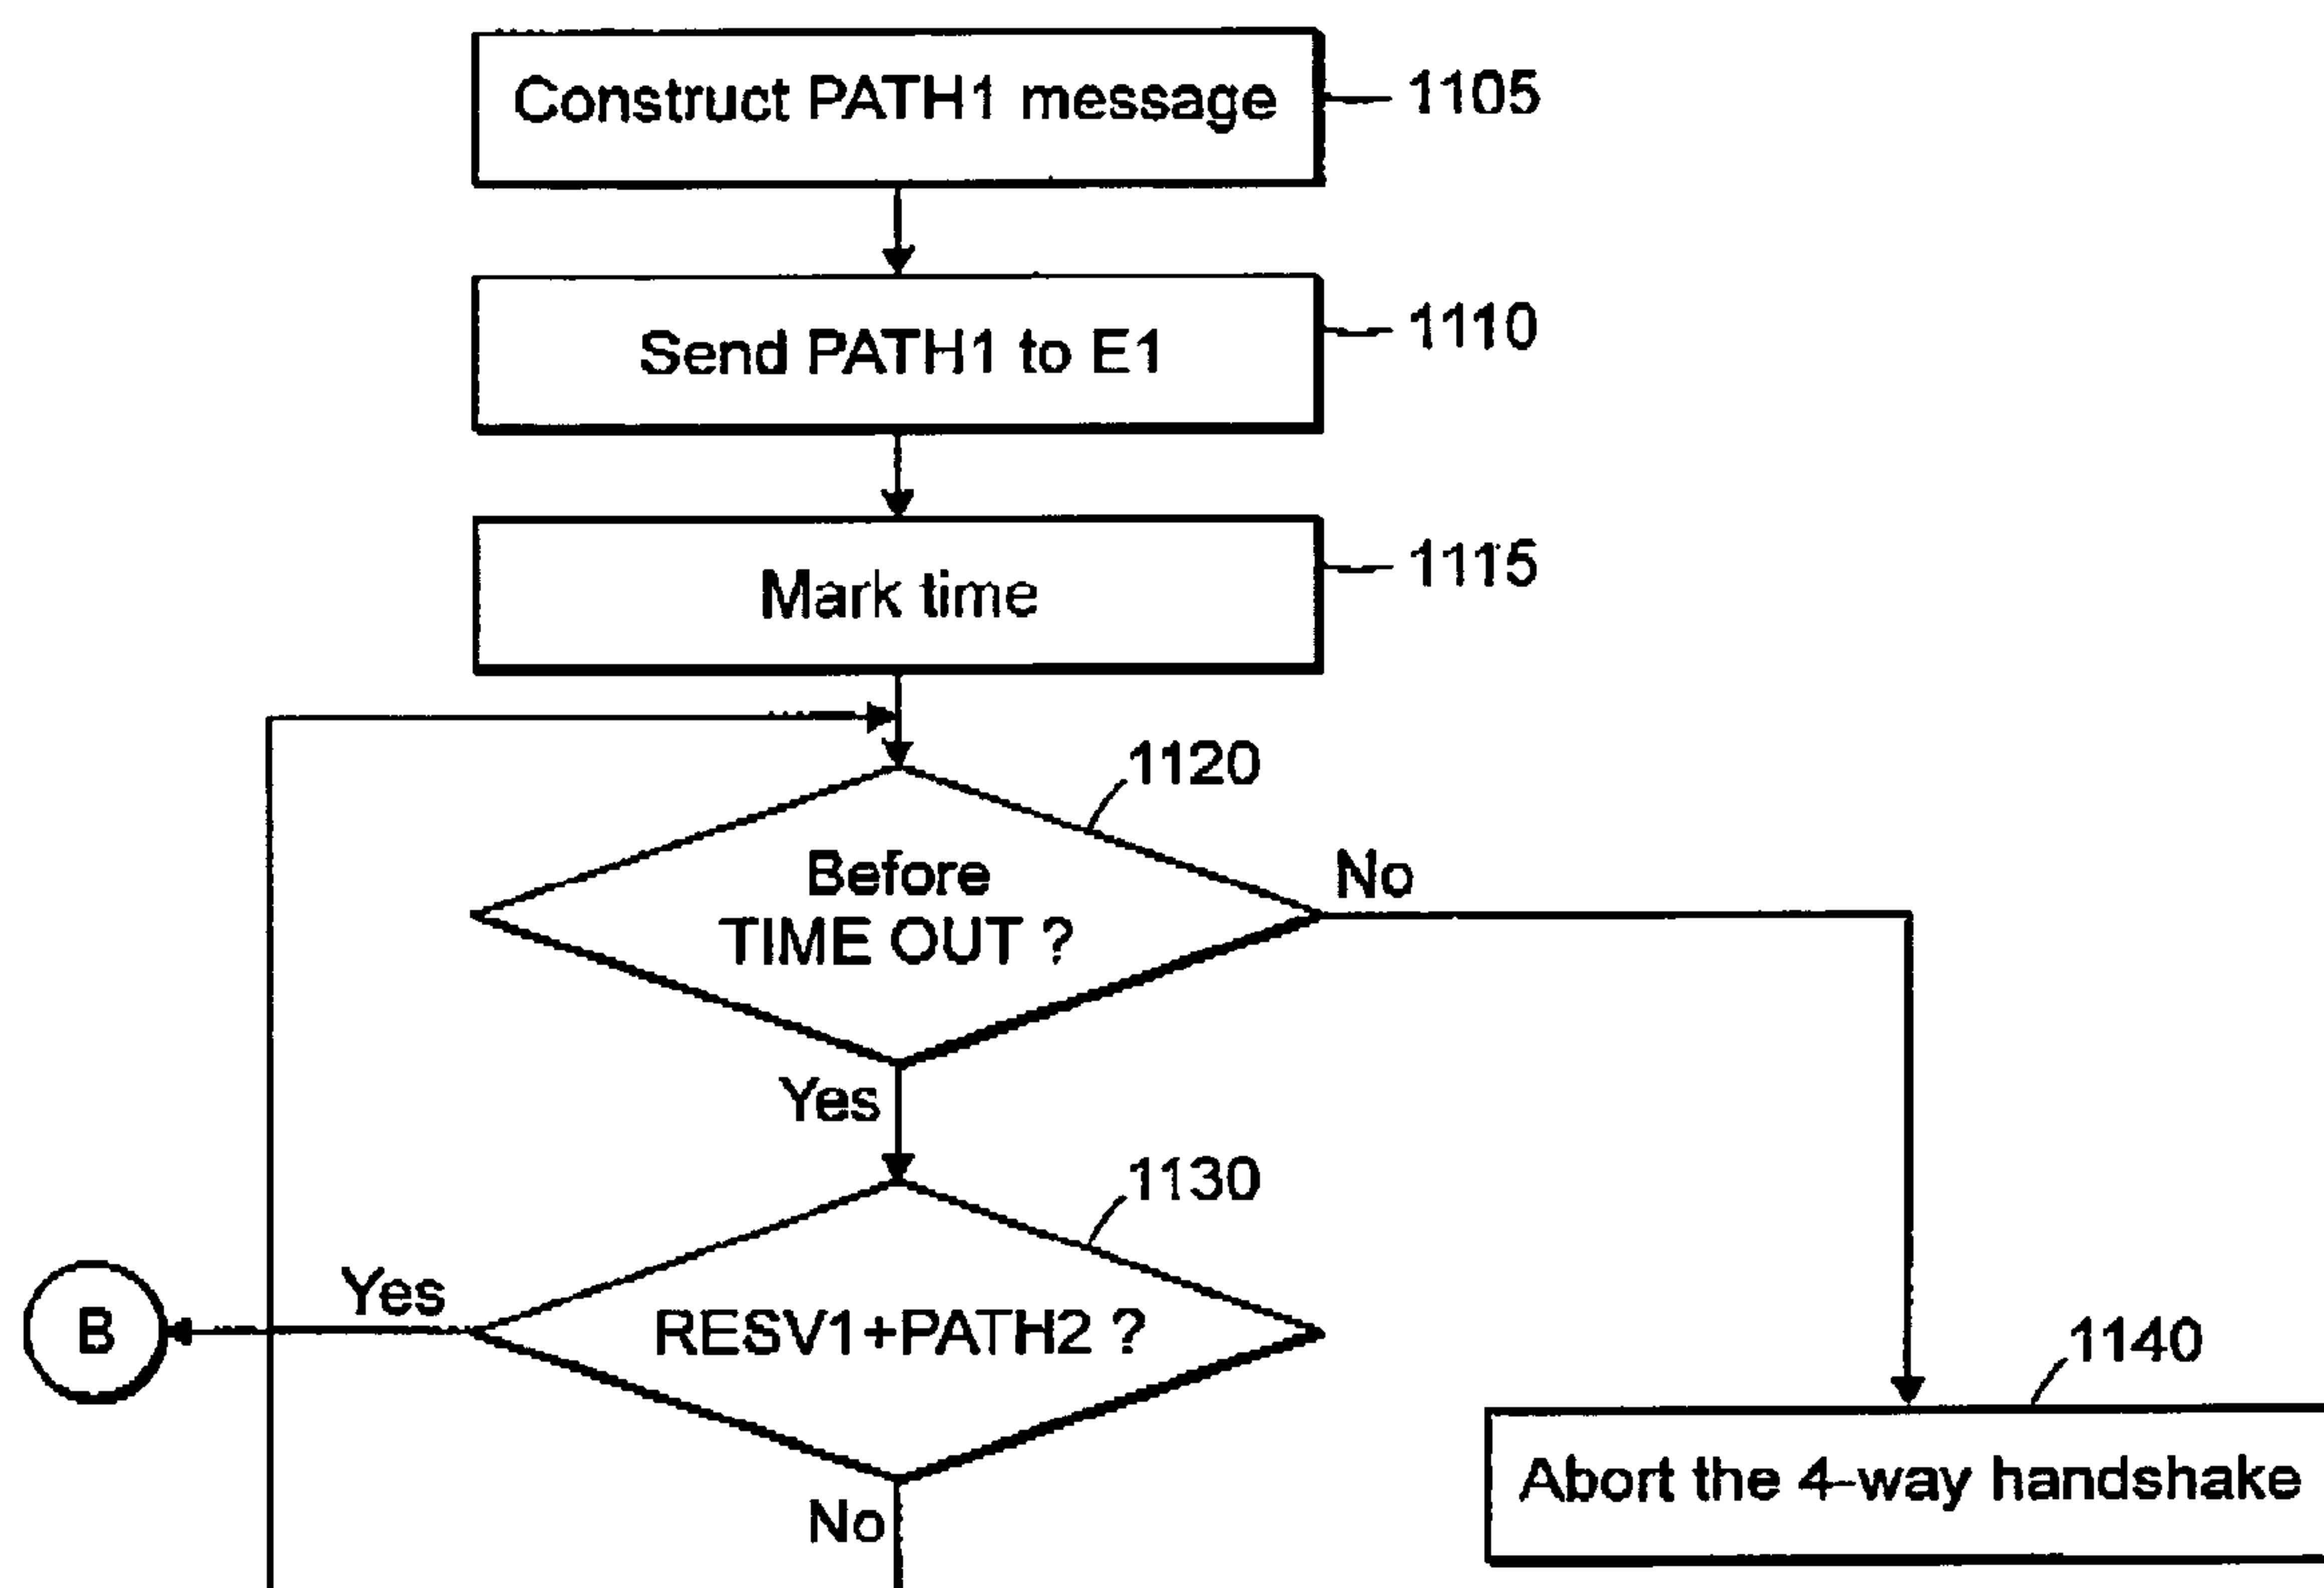 Construct PATH1 message
1105
Send PATH1 to E1
1110
Mark time
1115
1120
Before
TIME OUT ?
No
Yes
1130
B
Yes
RESV1+PATH2 ?
1140
Abort the 4-way handshake
No